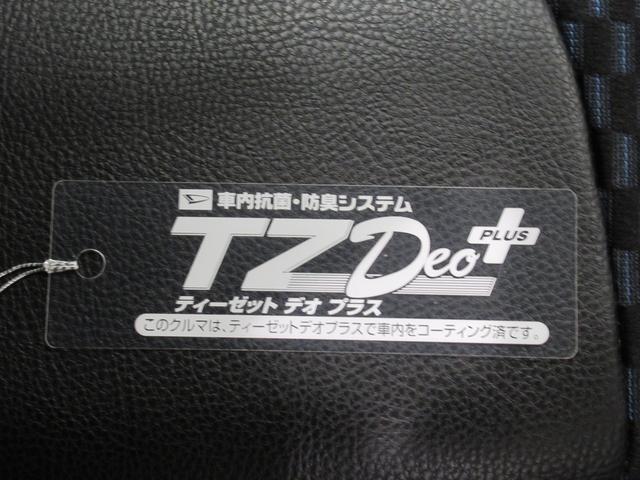 車内抗菌・防臭システム
TZ Deo PLUS
ティーゼット デオ プラス
このクルマは、ティーゼットデオプラスで車内をコーティング済です。